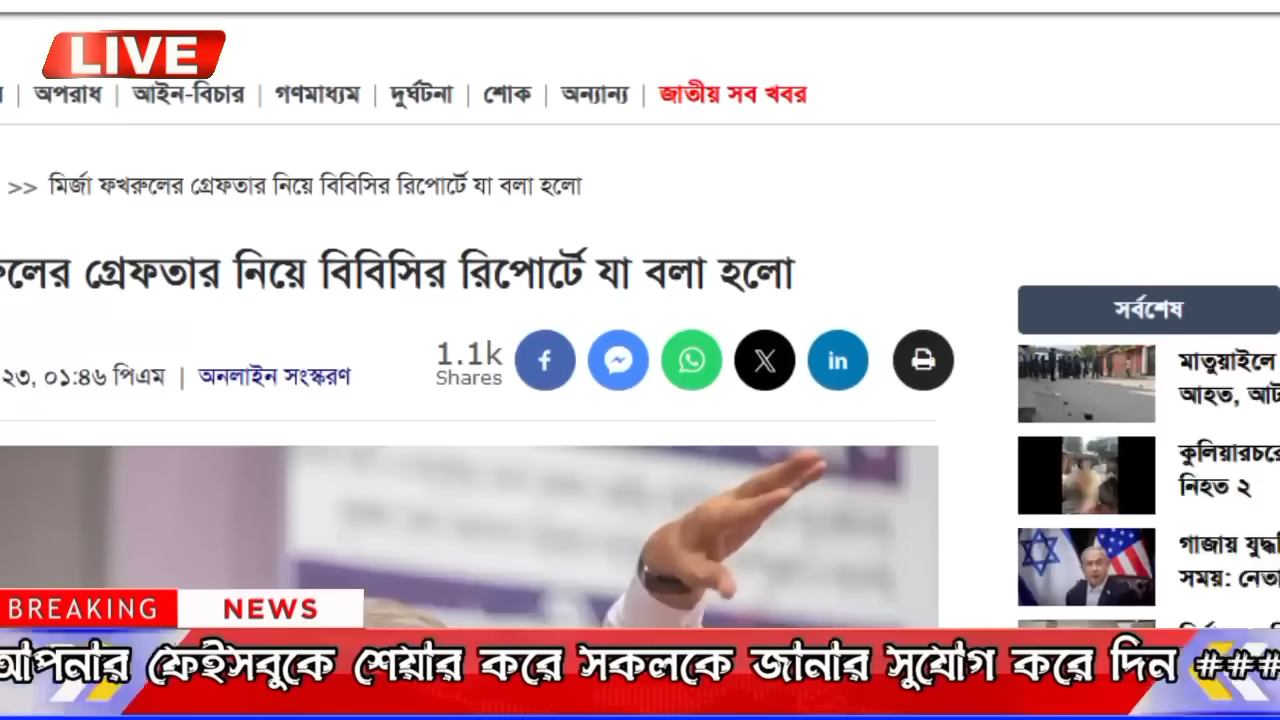 LIVE
| অপরাধ | আইন-বিচার | গণমাধ্যম | দুর্ঘটনা | শোক | অন্যান্য | জাতীয় সব খবর
>> মির্জা ফখরুলের গ্রেফতার নিয়ে বিবিসির রিপোর্টে যা বলা হলো
গ্রেফতার নিয়ে বিবিসির রিপোর্টে যা বলা হলো
২৩, ০১:৪৬ পিএম | অনলাইন সংস্করণ
1.1k
Shares
সর্বশেষ
মাতুয়াইলে
আহত,
নিহত ২
গাজায়
সময়:
BREAKING NEWS
আপনার ফেইসবুকে শেয়ার করে সকলকে জানার সুযোগ করে দিন ###